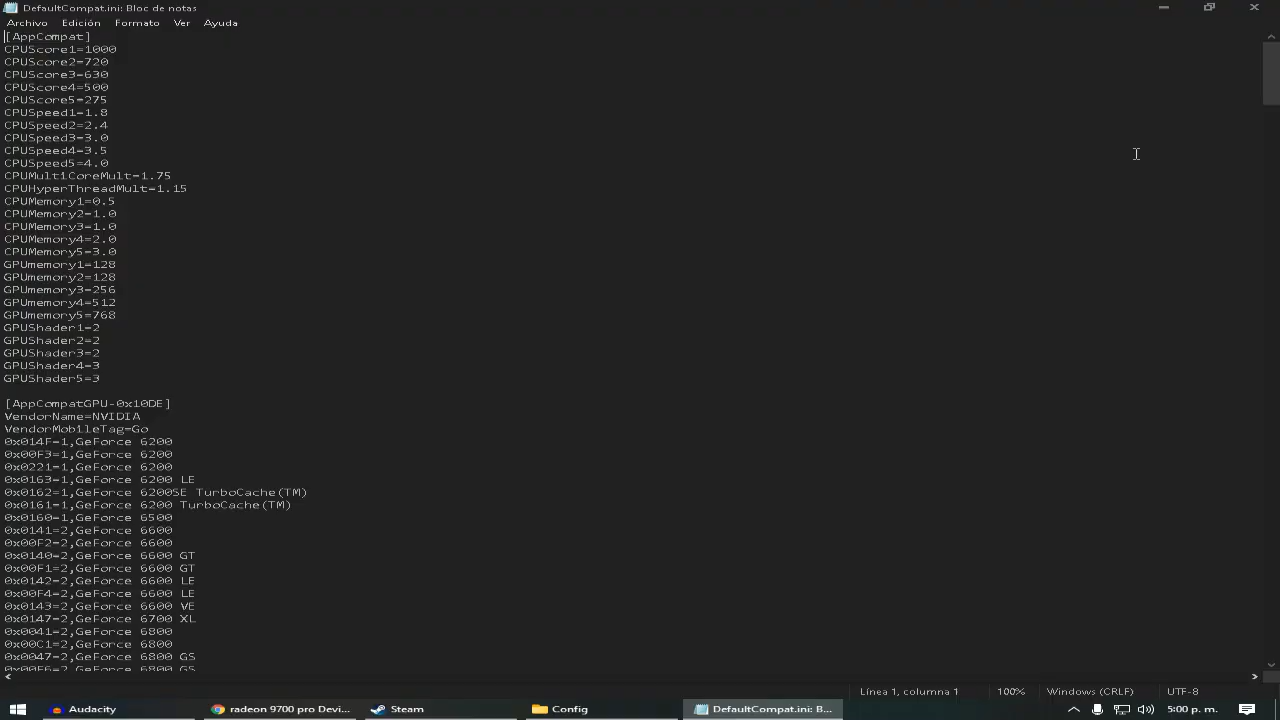 DefaultCompat.ini: Bloc de notas
Archivo Edición Formato Ver Ayuda
[AppCompat]
CPUScore1=1000
CPUScore2=720
CPUScore3=630
CPUScore4=500
CPUScore5=275
CPUSpeed1=1.8
CPUSpeed2=2.4
CPUSpeed3=3.0
CPUSpeed4=3.5
CPUSpeed5=4.0
CPUMultiCoreMult=1.75
CPUHyperThreadMult=1.15
CPUMemory1=0.5
CPUMemory2=1.0
CPUMemory3=1.0
CPUMemory4=2.0
CPUMemory5=3.0
GPUmemory1=128
GPUmemory2=128
GPUmemory3=256
GPUmemory4=512
GPUmemory5=768
GPUShader1=2
GPUShader2=2
GPUShader3=2
GPUShader4=3
GPUShader5=3
[AppCompatGPU-0x10DE]
VendorName=NVIDIA
VendorMobileTag=Go
0x014F=1,GeForce 6200
0x00F3=1,GeForce 6200
0x0221=1,GeForce 6200
0x0163=1,GeForce 6200 LE
0x0162=1,GeForce 6200SE TurboCache(TM)
0x0161=1,GeForce 6200 TurboCache(TM)
0x0160=1,GeForce 6500
0x0141=2,GeForce 6600
0x00F2=2,GeForce 6600
0x0140=2,GeForce 6600 GT
0x00F1=2,GeForce 6600 GT
0x0142=2,GeForce 6600 LE
0x00F4=2,GeForce 6600 LE
0x0143=2,GeForce 6600 VE
0x0147=2,GeForce 6700 XL
0x0041=2,GeForce 6800
0x00C1=2,GeForce 6800
0x0047=2,GeForce 6800 GS
0x00F6=2,GeForce 6800 GS
Línea 1, columna 1 100% Windows (CRLF) UTF-8
Audacity radeon 9700 pro Devi... Steam Config DefaultCompat.ini: B... 5:00 p. m.